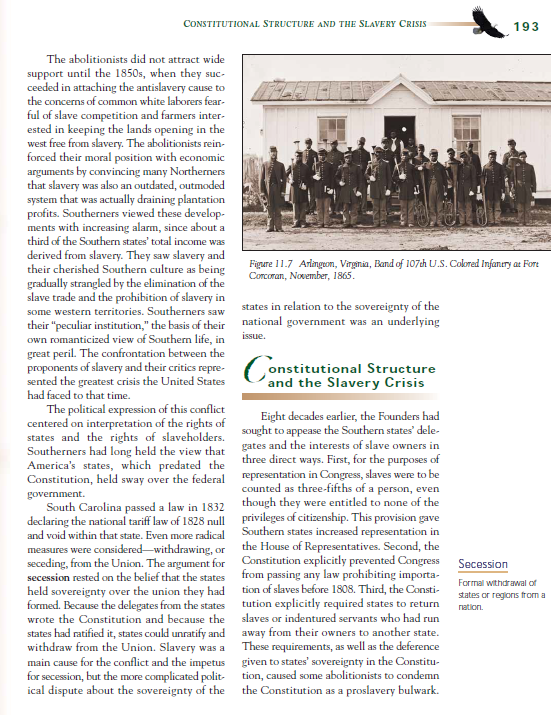 CONSTITUTIONAL STRUCTURE AND THE SLAVERY CRISIS
193
The abolitionists did not attract wide
support until the 1850s, when they suc-
ceeded in attaching the antislavery cause to
the concerns of common white laborers fear-
ful of slave competition and farmers inter-
ested in keeping the lands opening in the
west free from slavery. The abolitionists rein-
forced their moral position with economic
arguments by convincing many Northerners
that slavery was also an outdated, outmoded
system that was actually draining plantation
profits. Southerners viewed these develop-
ments with increasing alarm, since about a
third of the Southern states' total income was
derived from slavery. They saw slavery and
their cherished Southern culture as being
gradually strangled by the elimination of the
slave trade and the prohibition of slavery in
some western territories. Southerners saw
their "peculiar institution," the basis of their
own romanticized view of Southern life, in
great peril. The confrontation between the
proponents of slavery and their critics repre-
sented the greatest crisis the United States
had faced to that time.
The political expression of this conflict
centered on interpretation of the rights of
states and the rights of slaveholders.
Southerners had long held the view that
America's states, which predated the
Constitution, held sway over the federal
government.
South Carolina passed a law in 1832
declaring the national tariff law of 1828 null
and void within that state. Even more radical
measures were considered—withdrawing, or
seceding, from the Union. The argument for
secession rested on the belief that the states
held sovereignty over the union they had
formed. Because the delegates from the states
wrote the Constitution and because the
states had ratified it, states could unratify and
withdraw from the Union. Slavery was a
main cause for the conflict and the impetus
for secession, but the more complicated polit-
ical dispute about the sovereignty of the
Figure 11.7 Arlington, Virginia, Band of 107th U.S. Colored Infantry at Fort
Corcoran, November, 1865.
states in relation to the sovereignty of the
national government was an underlying
issue.
Constitutional Structure
and the Slavery Crisis
Eight decades earlier, the Founders had
sought to appease the Southern states' dele-
gates and the interests of slave owners in
three direct ways. First, for the purposes of
representation in Congress, slaves were to be
counted as three-fifths of a person, even
though they were entitled to none of the
privileges of citizenship. This provision gave
Southern states increased representation in
the House of Representatives. Second, the
Constitution explicitly prevented Congress
from passing any law prohibiting importa-
tion of slaves before 1808. Third, the Consti-
tution explicitly required states to return
slaves or indentured servants who had run
away from their owners to another state.
These requirements, as well as the deference
given to states' sovereignty in the Constitu-
tion, caused some abolitionists to condemn
the Constitution as a proslavery bulwark.
Secession
Formal withdrawal of
states or regions from a
nation.